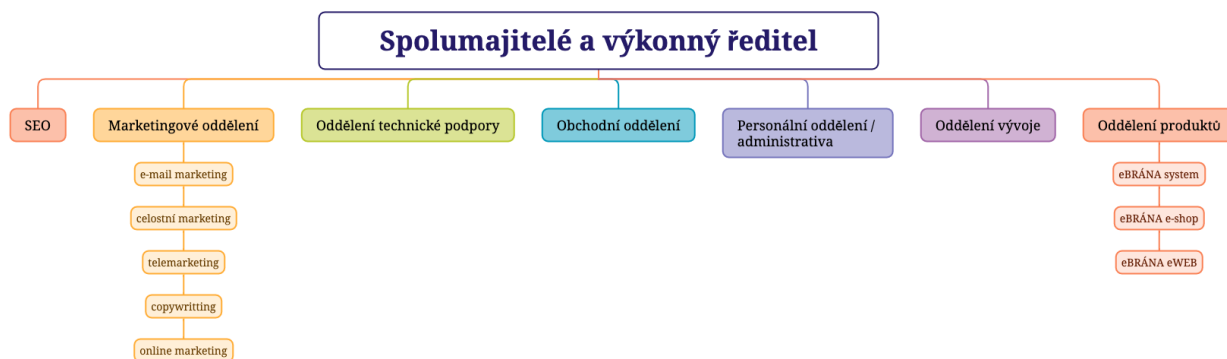 Spolumajitelé a výkonný ředitel
SEO
Marketingové oddělení
Oddělení technické podpory
Obchodní oddělení
Personální oddělení /
administrativa
Oddělení vývoje
Oddělení produktů
e-mail marketing
celostní marketing
telemarketing
copywritting
online marketing
eBRÁNA system
eBRÁNA e-shop
eBRÁNA eWEB